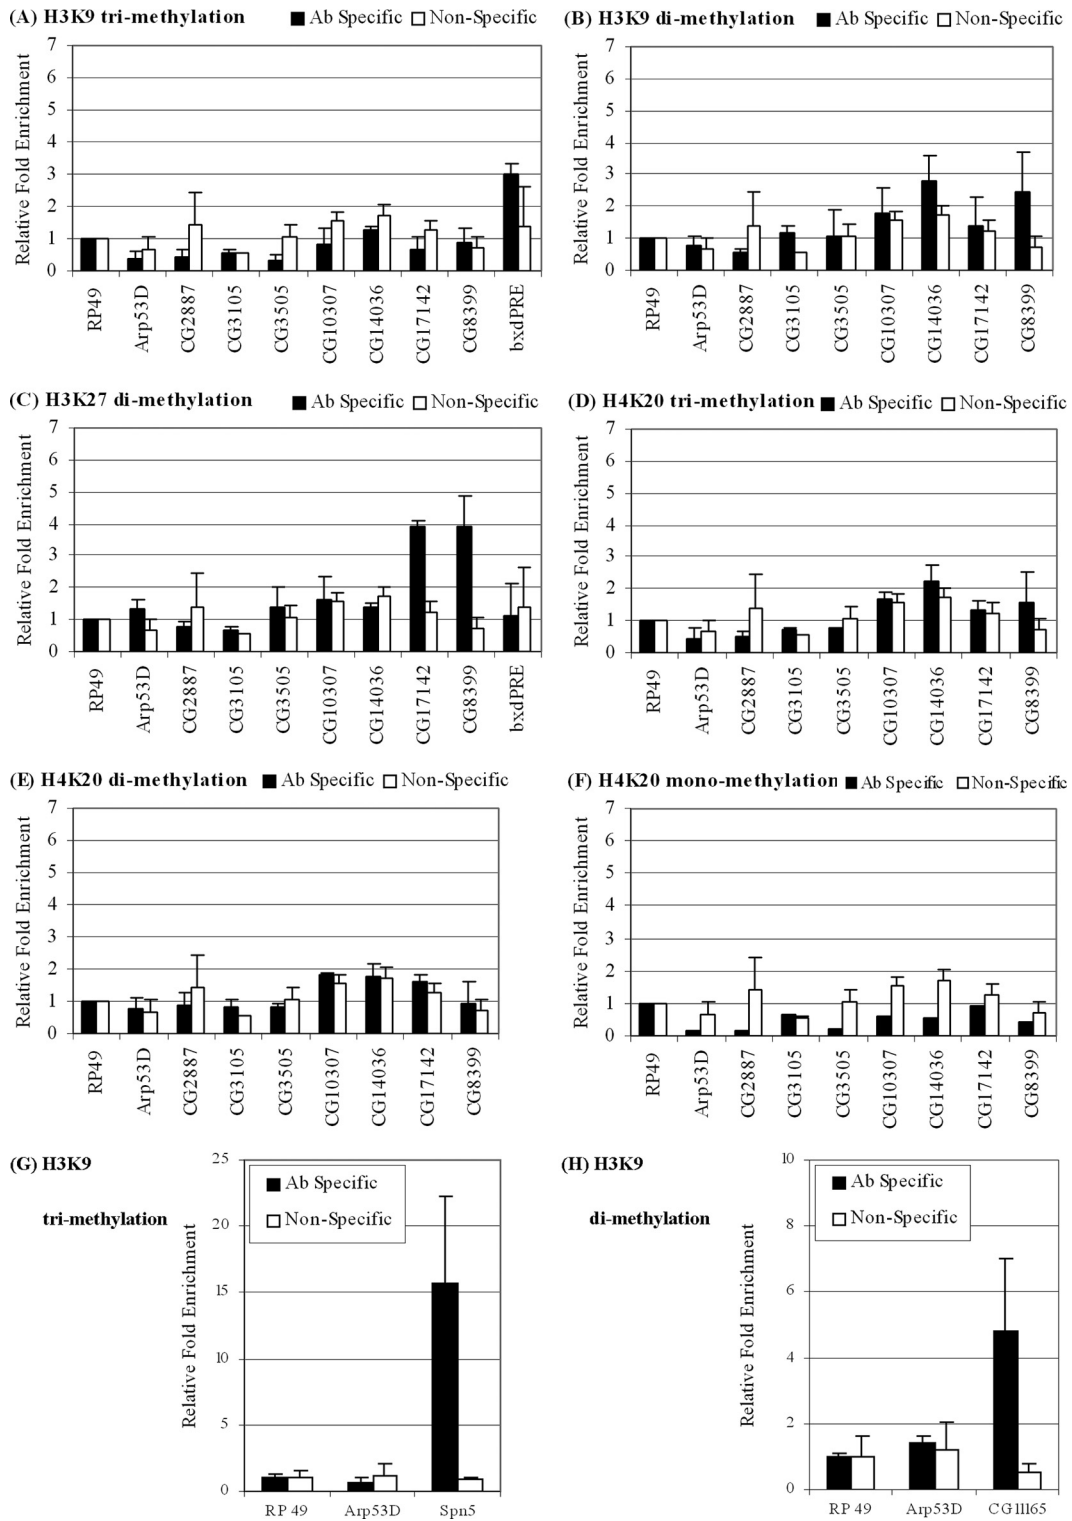 (A) H3K9 tri-methylation ■ Ab Specific □ Non-Specific
Relative Fold Enrichment
7
6
5
4
3
2
1
0
RP49
Arp53D
CG2887
CG3105
CG3505
CG10307
CG14036
CG17142
CG8399
bxdPRE
(B) H3K9 di-methylation ■ Ab Specific □ Non-Specific
Relative Fold Enrichment
7
6
5
4
3
2
1
0
RP49
Arp53D
CG2887
CG3105
CG3505
CG10307
CG14036
CG17142
CG8399
(C) H3K27 di-methylation ■ Ab Specific □ Non-Specific
Relative Fold Enrichment
7
6
5
4
3
2
1
0
RP49
Arp53D
CG2887
CG3105
CG3505
CG10307
CG14036
CG17142
CG8399
bxdPRE
(D) H4K20 tri-methylation ■ Ab Specific □ Non-Specific
Relative Fold Enrichment
7
6
5
4
3
2
1
0
RP49
Arp53D
CG2887
CG3105
CG3505
CG10307
CG14036
CG17142
CG8399
(E) H4K20 di-methylation ■ Ab Specific □ Non-Specific
Relative Fold Enrichment
7
6
5
4
3
2
1
0
RP49
Arp53D
CG2887
CG3105
CG3505
CG10307
CG14036
CG17142
CG8399
(F) H4K20 mono-methylation ■ Ab Specific □ Non-Specific
Relative Fold Enrichment
7
6
5
4
3
2
1
0
RP49
Arp53D
CG2887
CG3105
CG3505
CG10307
CG14036
CG17142
CG8399
(G) H3K9
tri-methylation
Relative Fold Enrichment
25
20
15
10
5
0
Ab Specific
Non-Specific
RP 49
Arp53D
Spn5
(H) H3K9
di-methylation
Relative Fold Enrichment
10
8
6
4
2
0
Ab Specific
Non-Specific
RP 49
Arp53D
CG11165